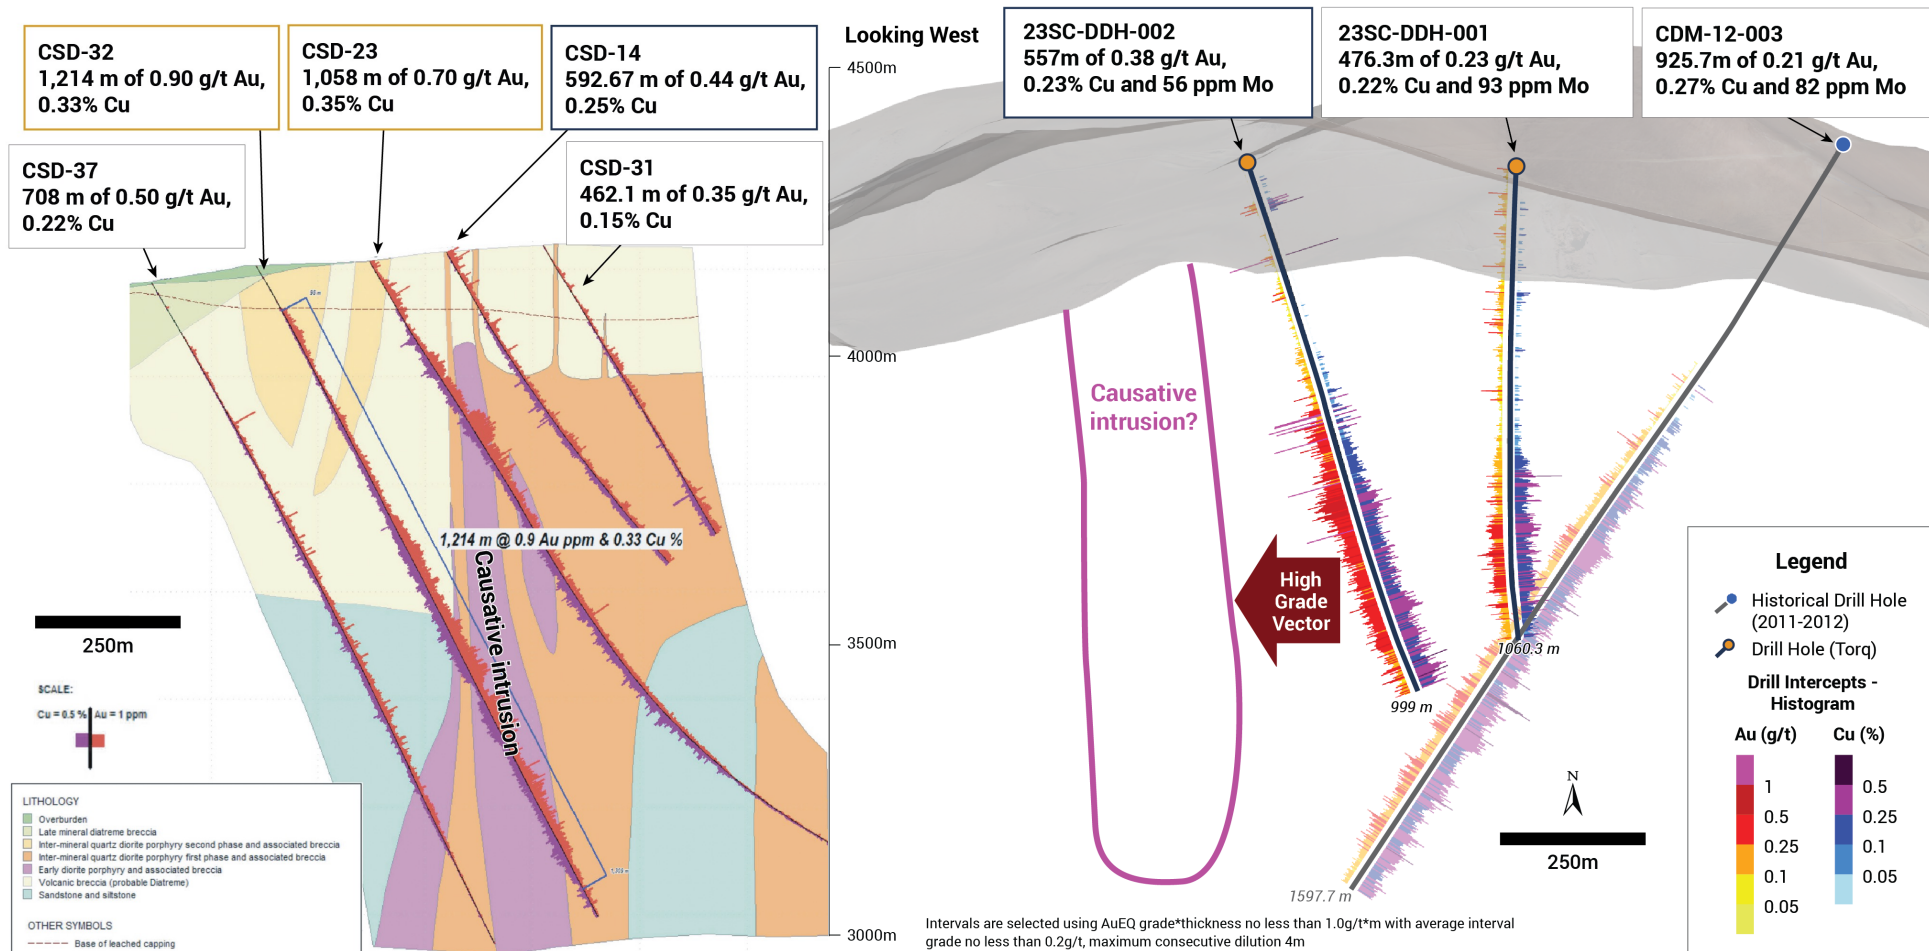 CSD-32
1,214 m of 0.90 g/t Au,
0.33% Cu
CSD-23
1,058 m of 0.70 g/t Au,
0.35% Cu
CSD-14
592.67 m of 0.44 g/t Au,
0.25% Cu
CSD-37
708 m of 0.50 g/t Au,
0.22% Cu
CSD-31
462.1 m of 0.35 g/t Au,
0.15% Cu
1,214 m @ 0.9 Au ppm & 0.33 Cu %
Causative intrusion
250m
SCALE:
Cu = 0.5 % Au = 1 ppm
LITHOLOGY
Overburden
Late mineral diatreme breccia
Inter-mineral quartz diorite porphyry second phase and associated breccia
Inter-mineral quartz diorite porphyry first phase and associated breccia
Early diorite porphyry and associated breccia
Volcanic breccia (probable Diatreme)
Sandstone and siltstone
OTHER SYMBOLS
Base of leached capping
Looking West
4500m
4000m
3500m
3000m
23SC-DDH-002
557m of 0.38 g/t Au,
0.23% Cu and 56 ppm Mo
23SC-DDH-001
476.3m of 0.23 g/t Au,
0.22% Cu and 93 ppm Mo
CDM-12-003
925.7m of 0.21 g/t Au,
0.27% Cu and 82 ppm Mo
Causative
intrusion?
High
Grade
Vector
999 m
1060.3 m
1597.7 m
N
250m
Legend
Historical Drill Hole
(2011-2012)
Drill Hole (Torq)
Drill Intercepts -
Histogram
Au (g/t) Cu (%)
1
0.5
0.25
0.1
0.05
0.5
0.25
0.1
0.05
Intervals are selected using AuEQ grade*thickness no less than 1.0g/t*m with average interval
grade no less than 0.2g/t, maximum consecutive dilution 4m